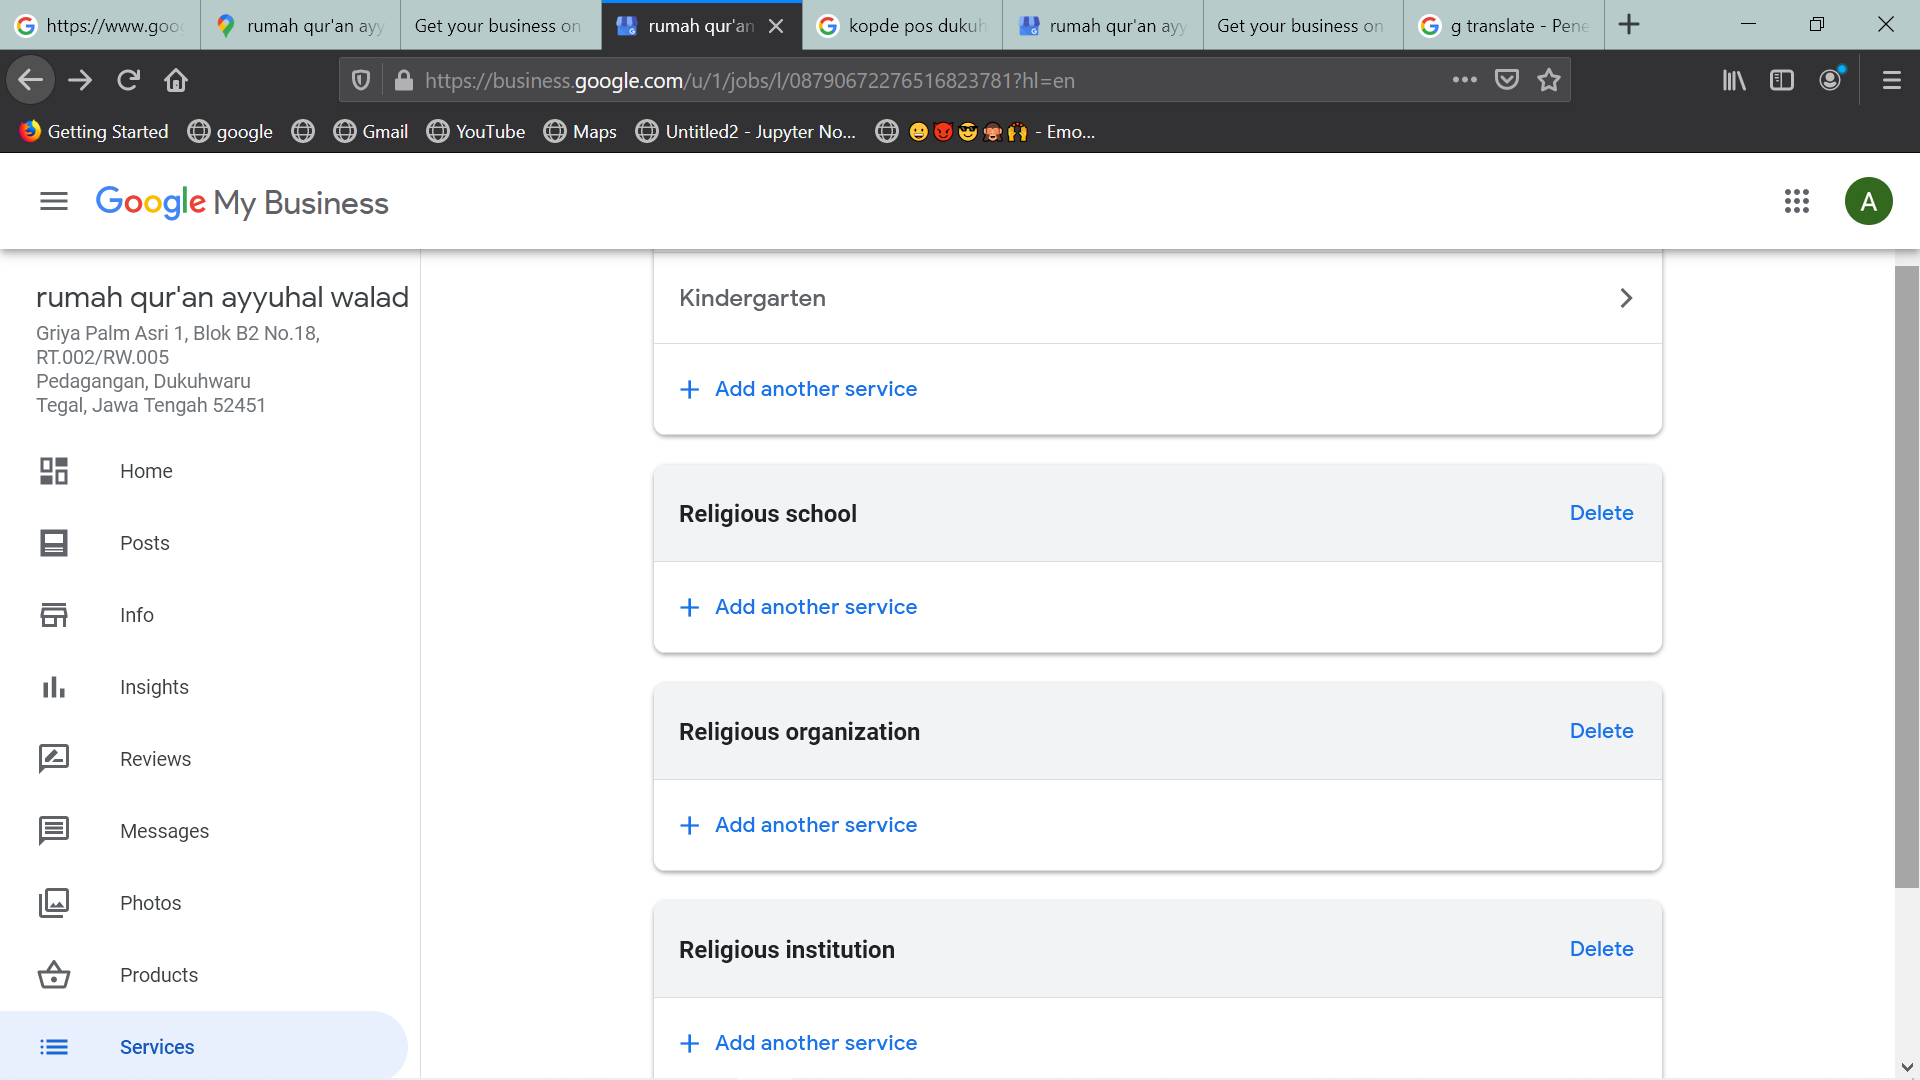 https://www.goo
rumah qur'an ayy
Get your business on
rumah qur'an
kopde pos dukuh
rumah qur'an ayy
Get your business on
g translate - Pene
https://business.google.com/u/1/jobs/l/08790672276516823781?hl=en
Getting Started
google
Gmail
YouTube
Maps
Untitled2 - Jupyter No...
😀😈😎🙈🙌 - Emo...
Google My Business
A
rumah qur'an ayyuhal walad
Griya Palm Asri 1, Blok B2 No.18,
RT.002/RW.005
Pedagangan, Dukuhwaru
Tegal, Jawa Tengah 52451
Home
Posts
Info
Insights
Reviews
Messages
Photos
Products
Services
Kindergarten
Add another service
Religious school
Delete
Add another service
Religious organization
Delete
Add another service
Religious institution
Delete
Add another service